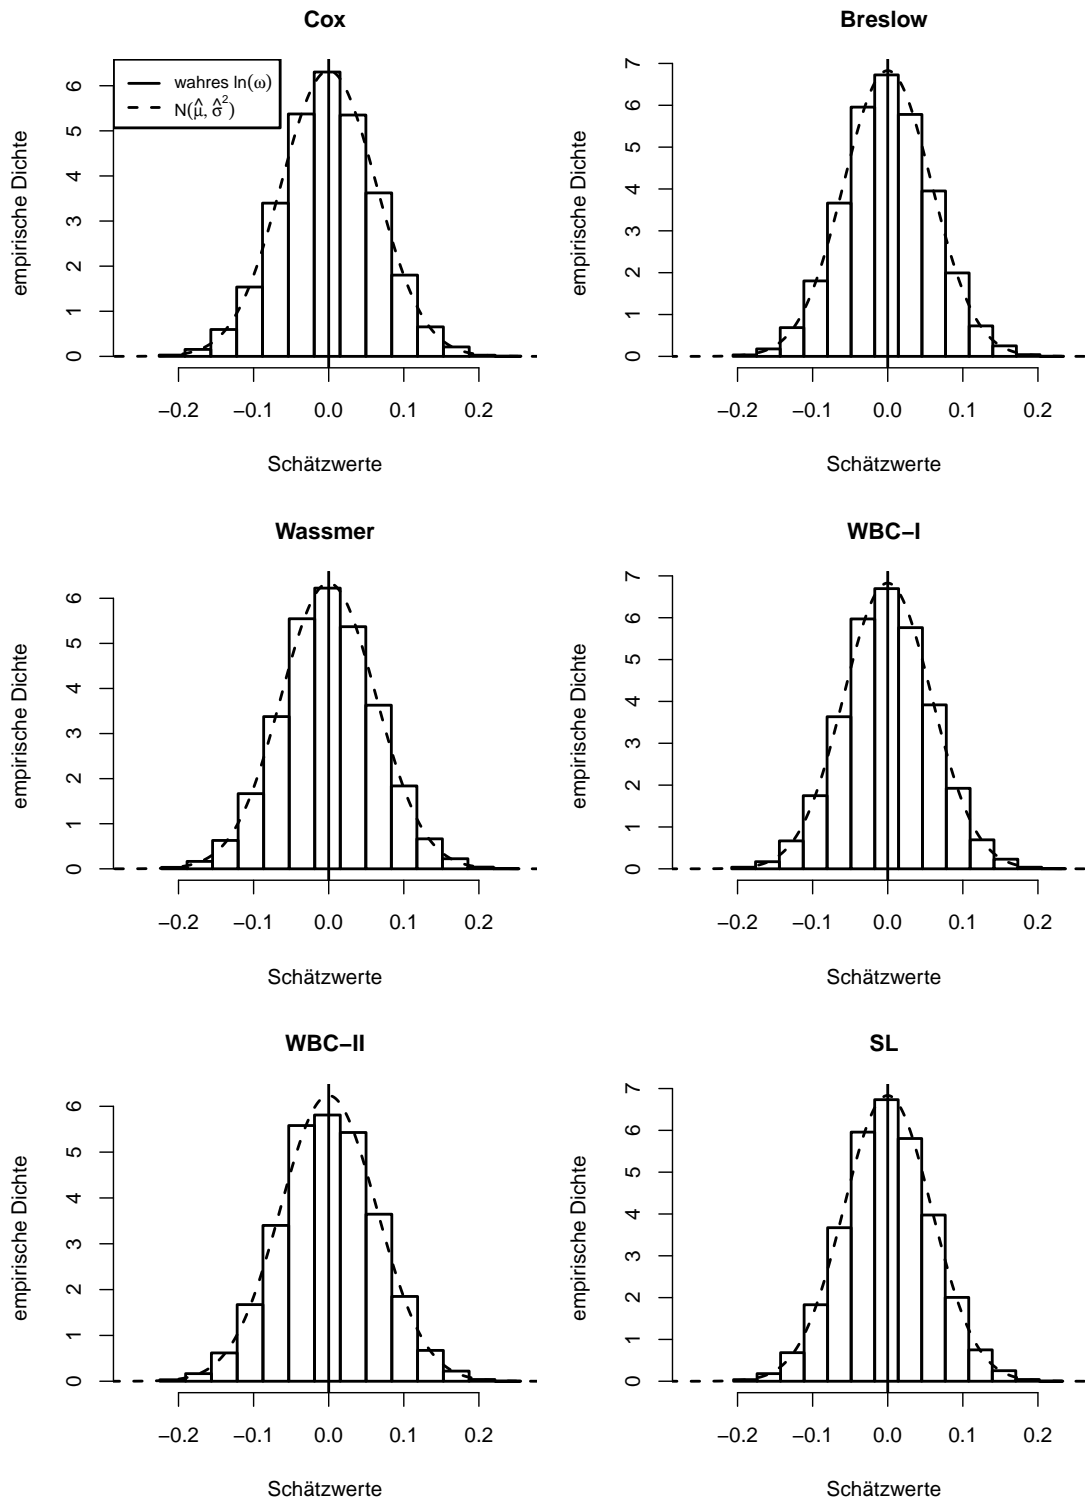 Cox
wahres ln(ω)
N(μ̂, σ̂²)
empirische Dichte
0 1 2 3 4 5 6
−0.2 −0.1 0.0 0.1 0.2
Schätzwerte
Breslow
empirische Dichte
0 1 2 3 4 5 6 7
−0.2 −0.1 0.0 0.1 0.2
Schätzwerte
Wassmer
empirische Dichte
0 1 2 3 4 5 6
−0.2 −0.1 0.0 0.1 0.2
Schätzwerte
WBC−I
empirische Dichte
0 1 2 3 4 5 6 7
−0.2 −0.1 0.0 0.1 0.2
Schätzwerte
WBC−II
empirische Dichte
0 1 2 3 4 5 6
−0.2 −0.1 0.0 0.1 0.2
Schätzwerte
SL
empirische Dichte
0 1 2 3 4 5 6 7
−0.2 −0.1 0.0 0.1 0.2
Schätzwerte